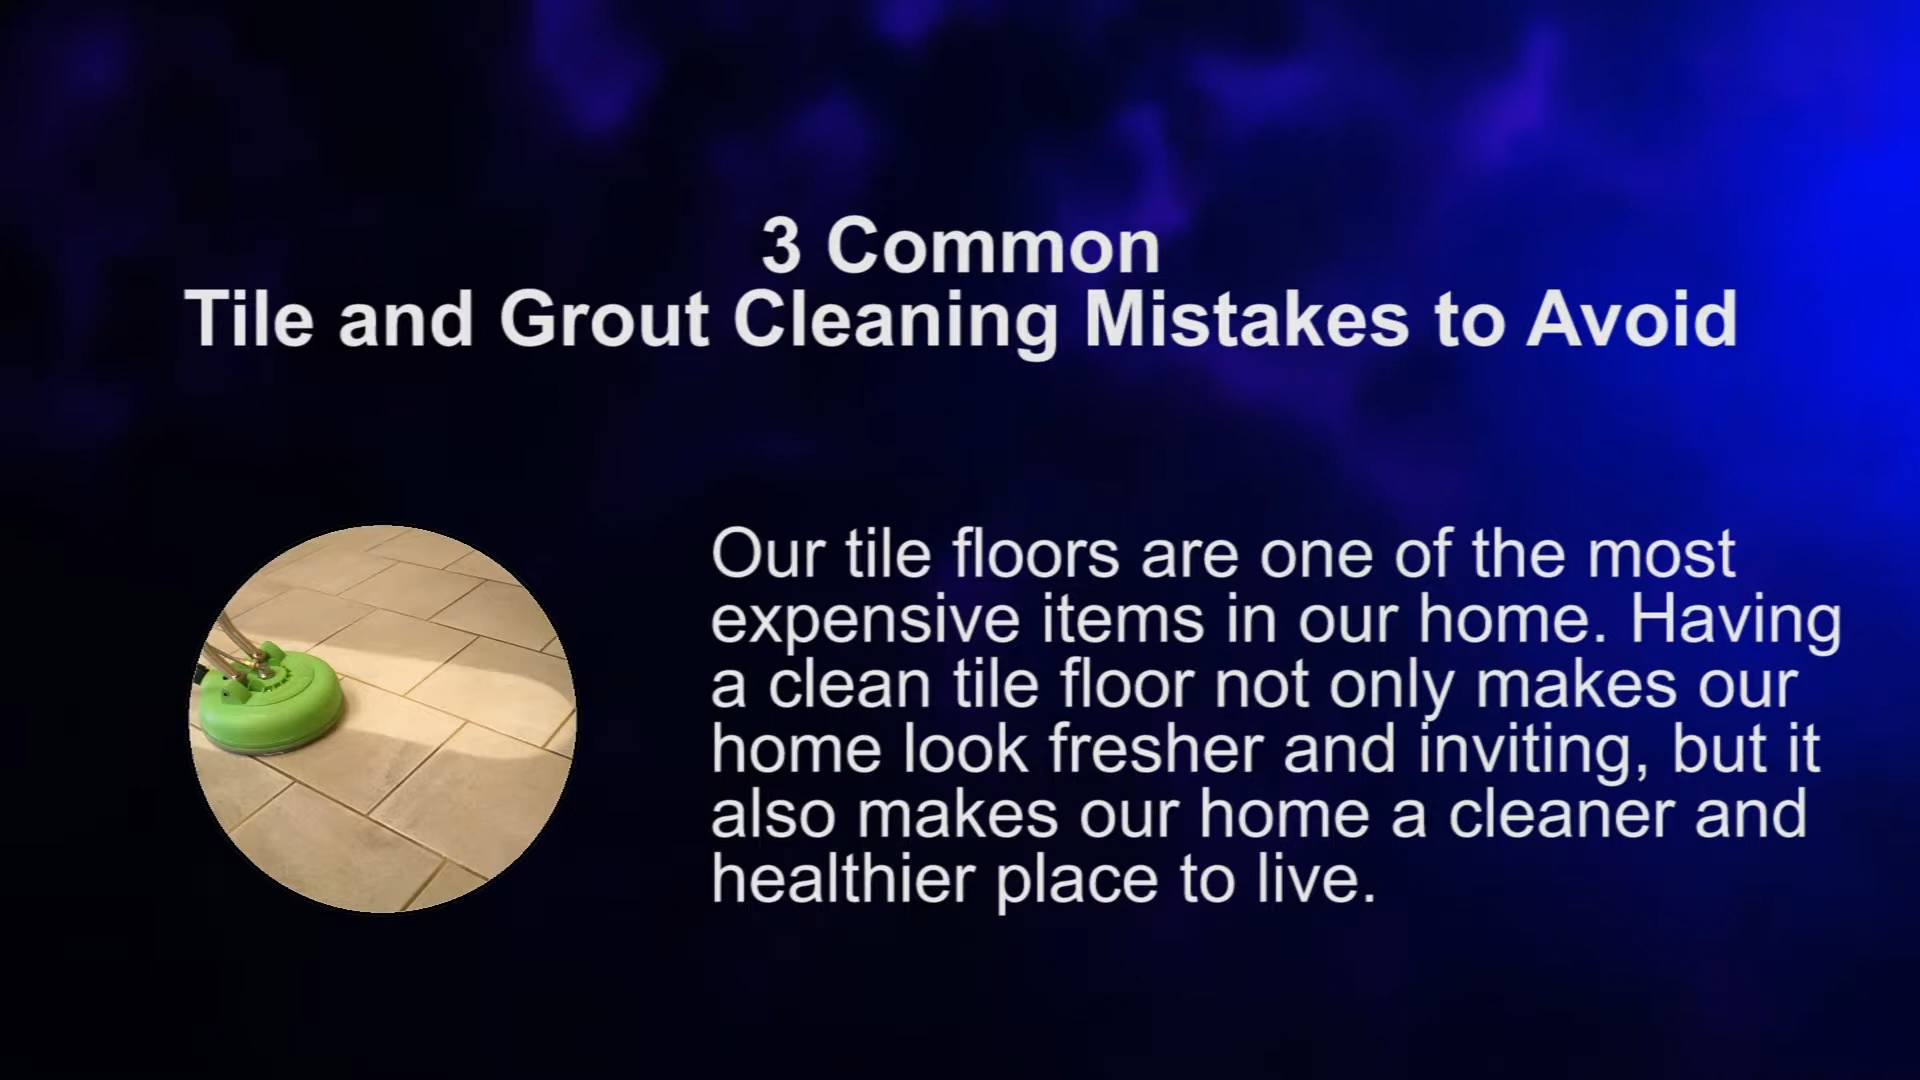 3 Common
Tile and Grout Cleaning Mistakes to Avoid
Our tile floors are one of the most
expensive items in our home. Having
a clean tile floor not only makes our
home look fresher and inviting, but it
also makes our home a cleaner and
healthier place to live.